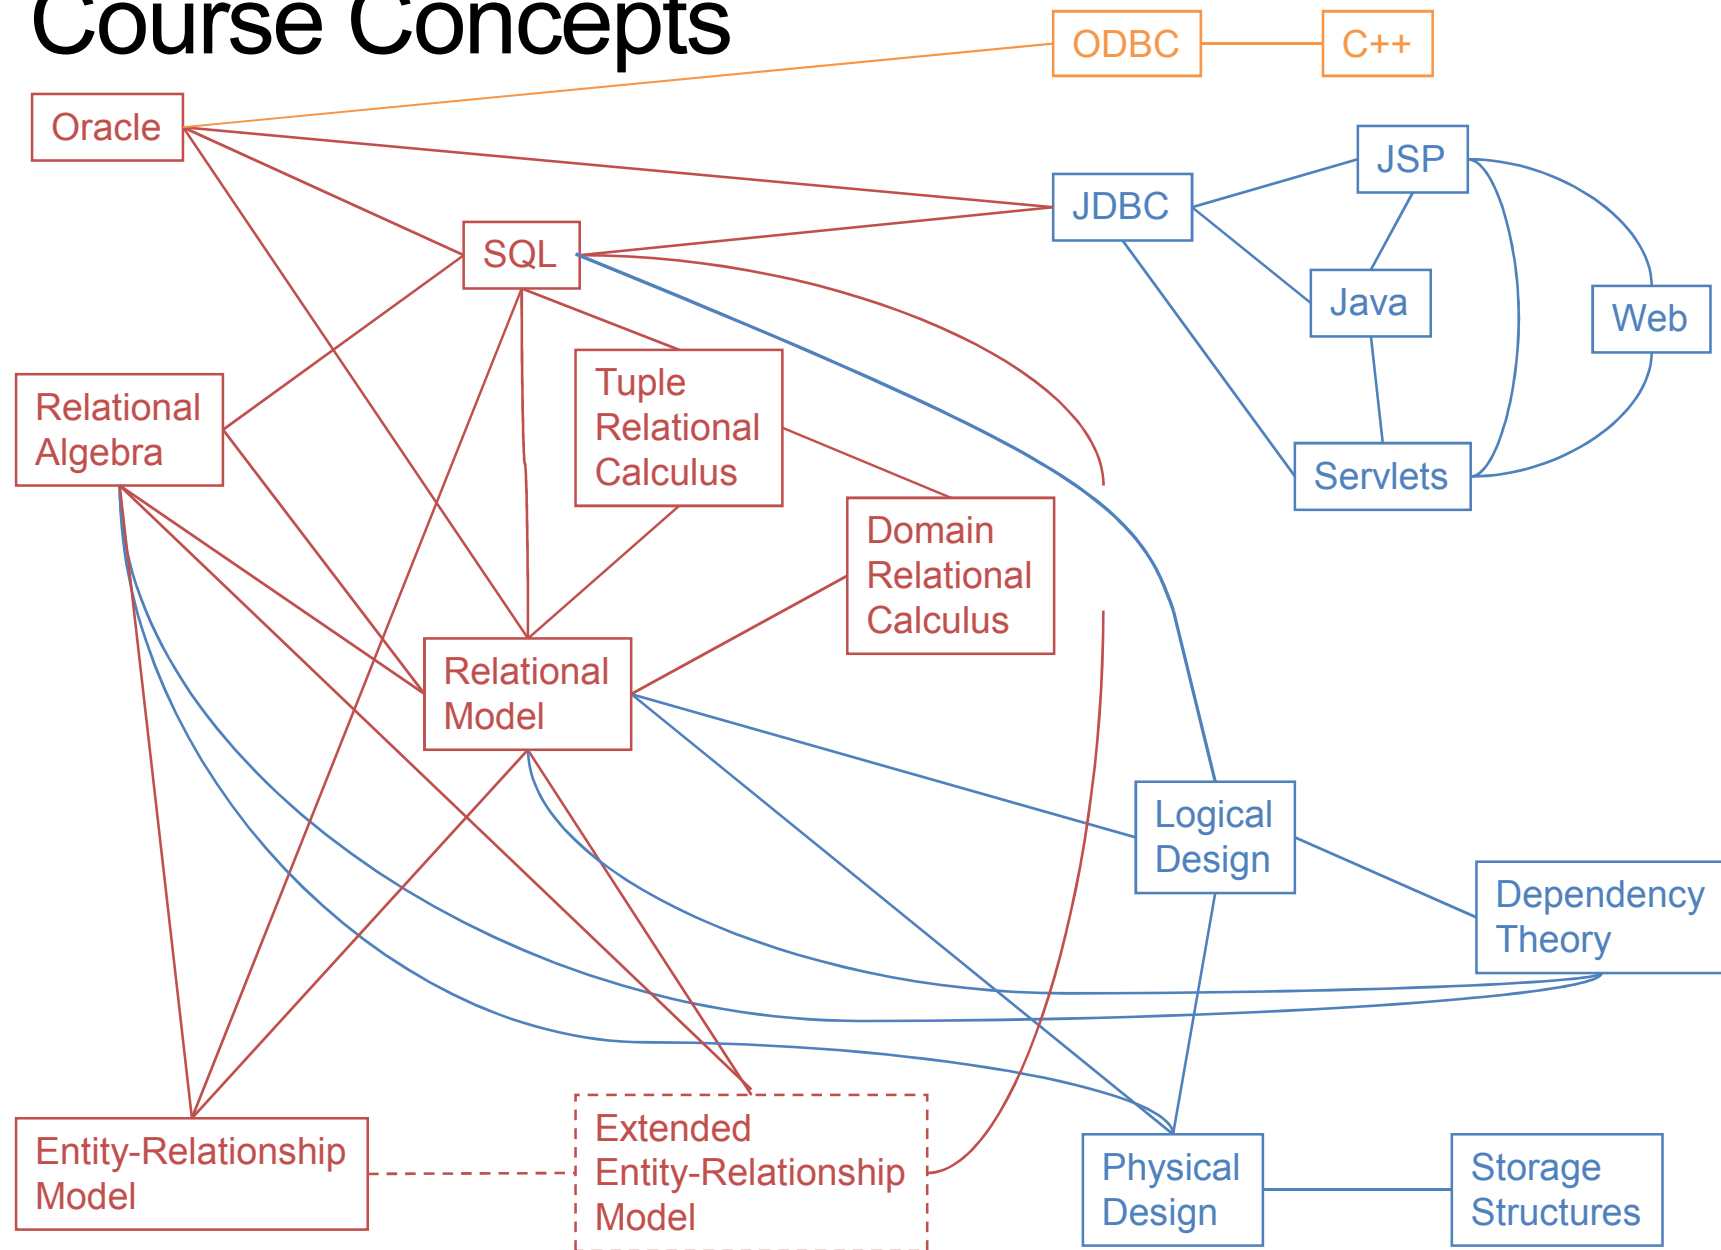 Course Concepts
ODBC
C++
Oracle
JSP
JDBC
SQL
Java
Web
Tuple
Relational
Calculus
Relational
Algebra
Servlets
Domain
Relational
Calculus
Relational
Model
Logical
Design
Dependency
Theory
Entity-Relationship
Model
Extended
Entity-Relationship
Model
Physical
Design
Storage
Structures